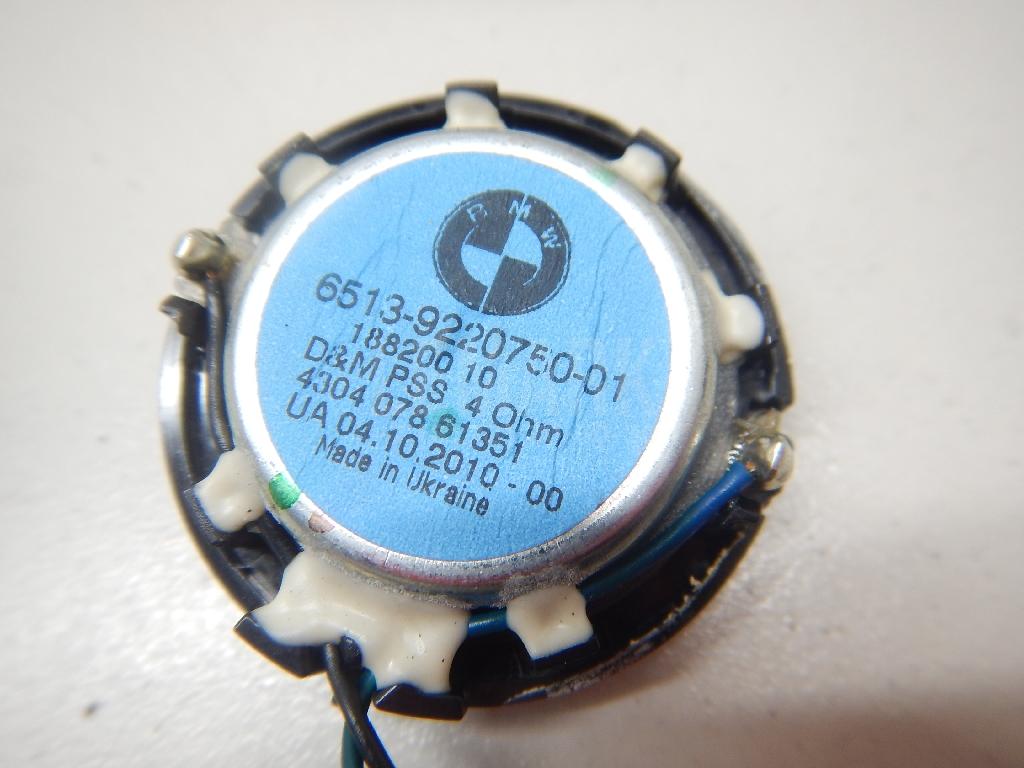 BMW
6513-9220750-01
188200 10
D&M PSS 4 Ohm
4304 078 61351
UA 04.10.2010 - 00
Made in Ukraine